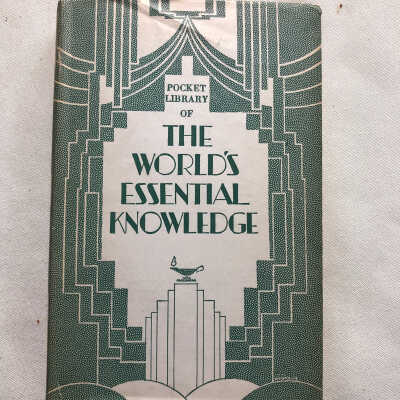 POCKET
LIBRARY
OF
THE
WORLD'S
ESSENTIAL
KNOWLEDGE